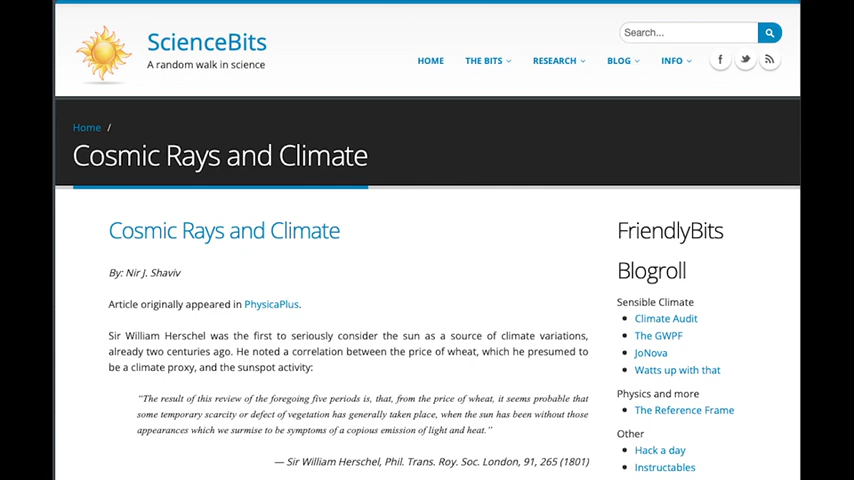 ScienceBits
A random walk in science
Search...
HOME THE BITS RESEARCH BLOG INFO
Home /
Cosmic Rays and Climate
Cosmic Rays and Climate
By: Nir J. Shaviv
Article originally appeared in PhysicaPlus.
Sir William Herschel was the first to seriously consider the sun as a source of climate variations,
already two centuries ago. He noted a correlation between the price of wheat, which he presumed to
be a climate proxy, and the sunspot activity:
"The result of this review of the foregoing five periods is, that, from the price of wheat, it seems probable that
some temporary scarcity or defect of vegetation has generally taken place, when the sun has been without those
appearances which we surmise to be symptoms of a copious emission of light and heat."
— Sir William Herschel, Phil. Trans. Roy. Soc. London, 91, 265 (1801)
FriendlyBits
Blogroll
Sensible Climate
Climate Audit
The GWPF
JoNova
Watts up with that
Physics and more
The Reference Frame
Other
Hack a day
Instructables